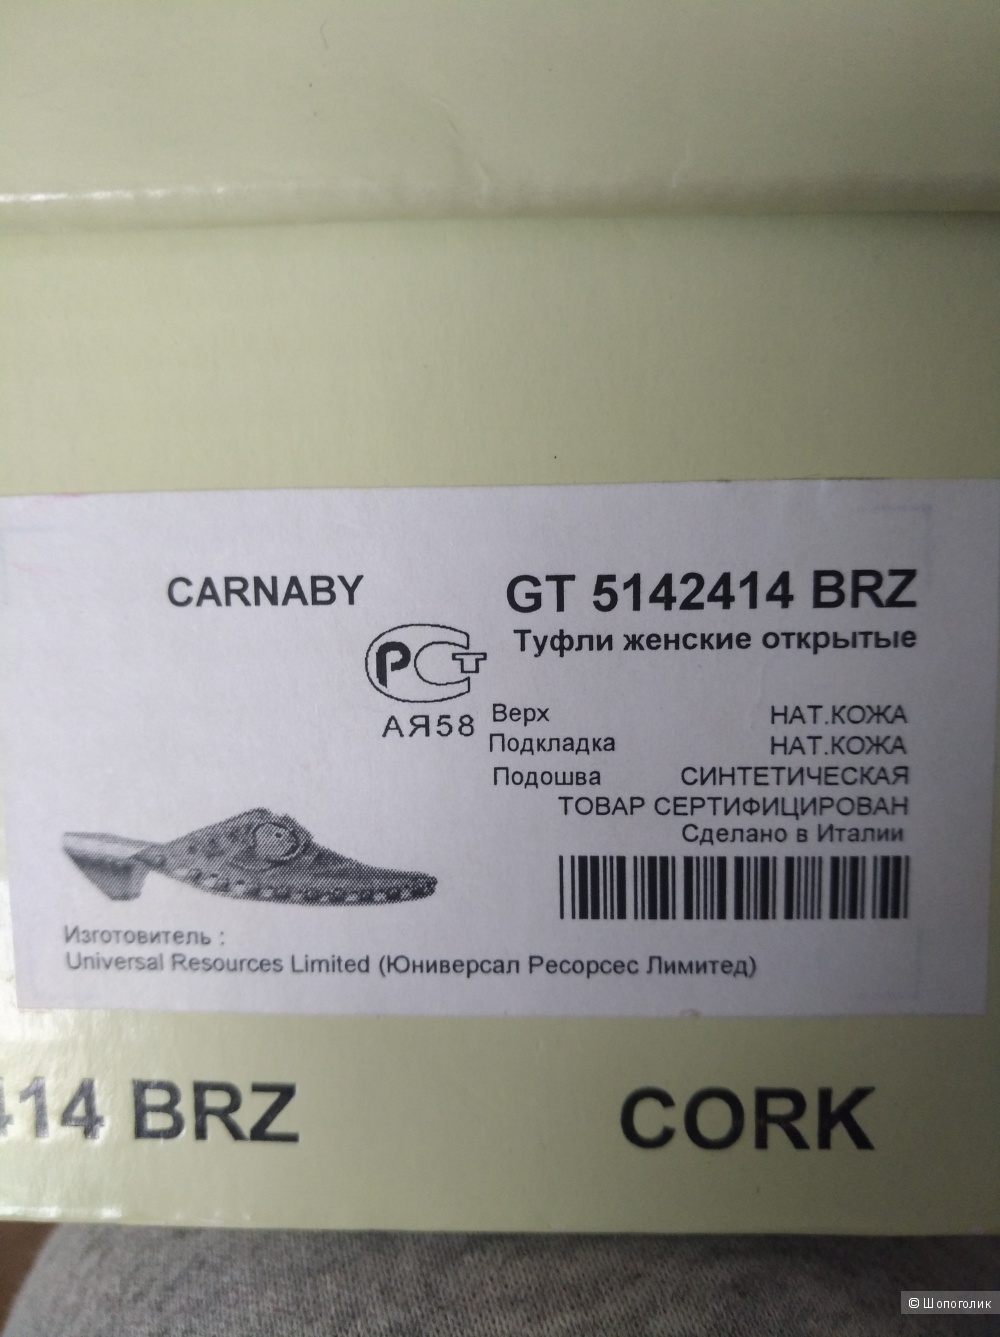 CARNABY
GT 5142414 BRZ
Туфли женские открытые
РСТ
АЯ58
Верх НАТ.КОЖА
Подкладка НАТ.КОЖА
Подошва СИНТЕТИЧЕСКАЯ
ТОВАР СЕРТИФИЦИРОВАН
Сделано в Италии
Изготовитель :
Universal Resources Limited (Юниверсал Ресорсес Лимитед)
414 BRZ CORK
© Шопоголик